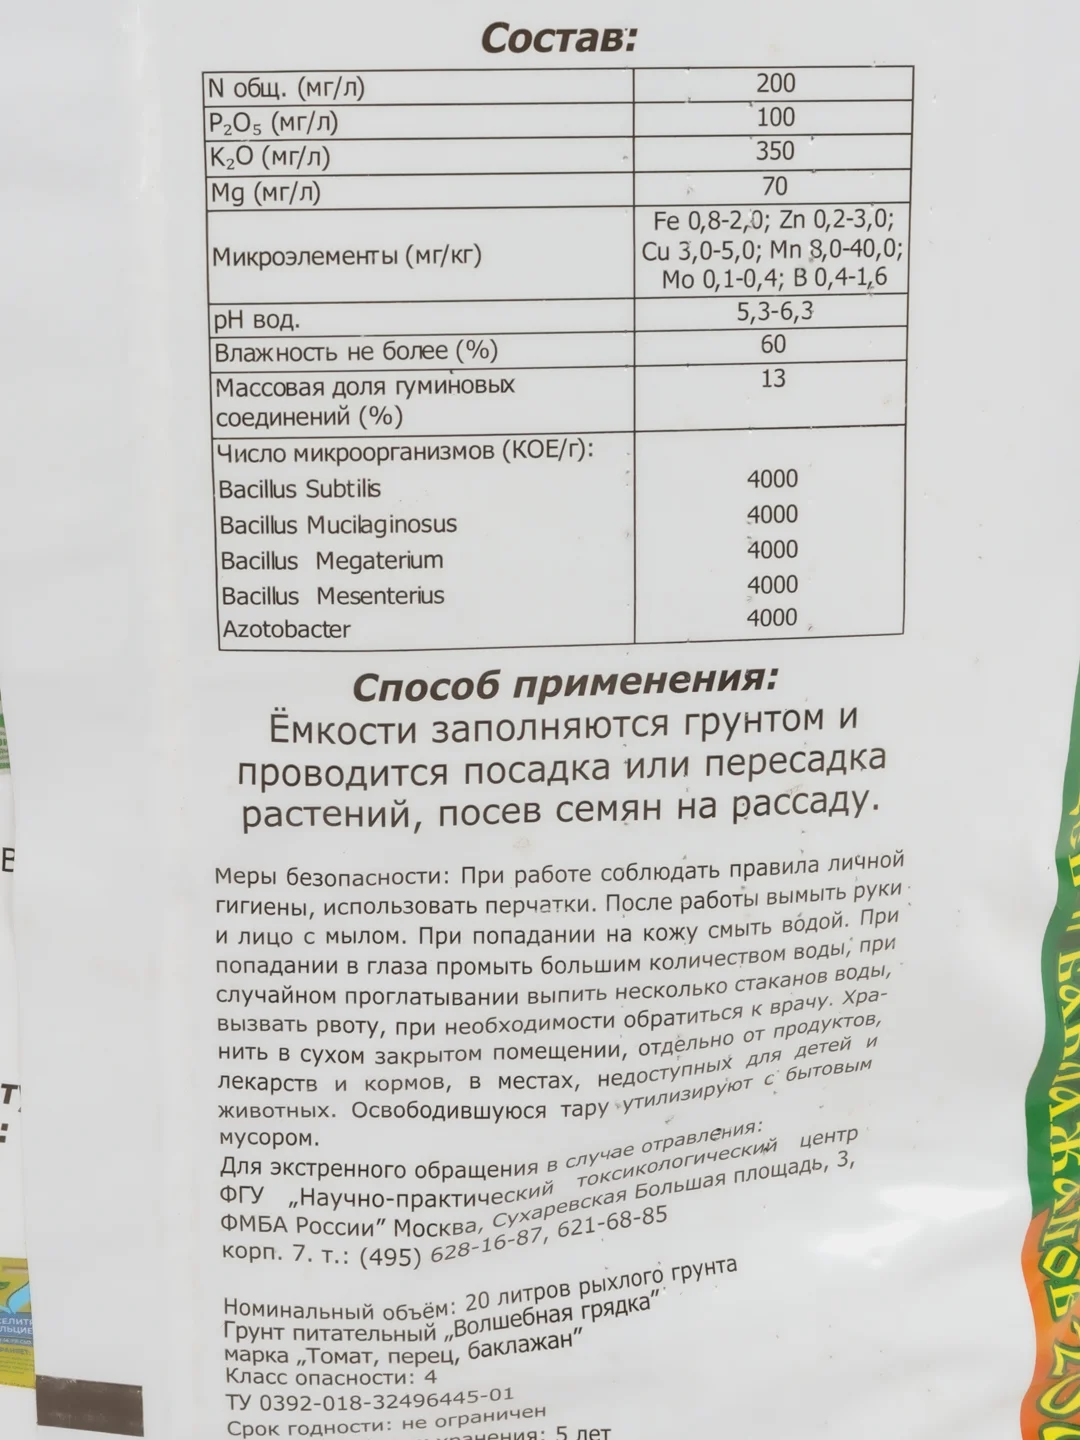 Состав:
N общ. (мг/л) 200
P₂O₅ (мг/л) 100
K₂O (мг/л) 350
Mg (мг/л) 70
Fe 0,8-2,0; Zn 0,2-3,0;
Микроэлементы (мг/кг) Cu 3,0-5,0; Mn 8,0-40,0;
Mo 0,1-0,4; B 0,4-1,6
pH вод. 5,3-6,3
Влажность не более (%) 60
Массовая доля гуминовых 13
соединений (%)
Число микроорганизмов (КОЕ/г):
Bacillus Subtilis 4000
Bacillus Mucilaginosus 4000
Bacillus Megaterium 4000
Bacillus Mesenterius 4000
Azotobacter 4000
Способ применения:
Ёмкости заполняются грунтом и
проводится посадка или пересадка
растений, посев семян на рассаду.
Меры безопасности: При работе соблюдать правила личной
гигиены, использовать перчатки. После работы вымыть руки
и лицо с мылом. При попадании на кожу смыть водой. При
попадании в глаза промыть большим количеством воды, при
случайном проглатывании выпить несколько стаканов воды,
вызвать рвоту, при необходимости обратиться к врачу. Хра-
нить в сухом закрытом помещении, отдельно от продуктов,
лекарств и кормов, в местах, недоступных для детей и
животных. Освободившуюся тару утилизируют с бытовым
мусором.
Для экстренного обращения в случае отравления:
ФГУ „Научно-практический токсикологический центр
ФМБА России" Москва, Сухаревская Большая площадь, 3,
корп. 7. т.: (495) 628-16-87, 621-68-85
Номинальный объём: 20 литров рыхлого грунта
Грунт питательный „Волшебная грядка"
марка „Томат, перец, баклажан"
Класс опасности: 4
ТУ 0392-018-32496445-01
Срок годности: не ограничен
5 лет